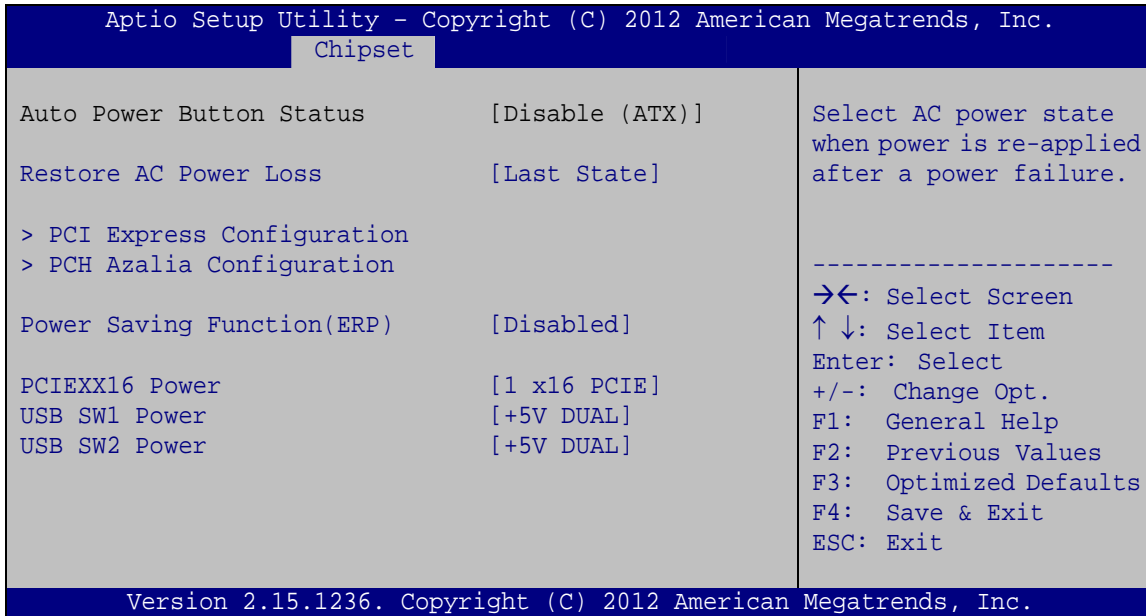 Aptio Setup Utility – Copyright (C) 2012 American Megatrends, Inc.
Chipset
Auto Power Button Status [Disable (ATX)]
Restore AC Power Loss [Last State]
> PCI Express Configuration
> PCH Azalia Configuration
Power Saving Function(ERP) [Disabled]
PCIEXX16 Power [1 x16 PCIE]
USB SW1 Power [+5V DUAL]
USB SW2 Power [+5V DUAL]
Select AC power state
when power is re-applied
after a power failure.
---------------------
→←: Select Screen
↑ ↓: Select Item
Enter: Select
+/-: Change Opt.
F1: General Help
F2: Previous Values
F3: Optimized Defaults
F4: Save & Exit
ESC: Exit
Version 2.15.1236. Copyright (C) 2012 American Megatrends, Inc.